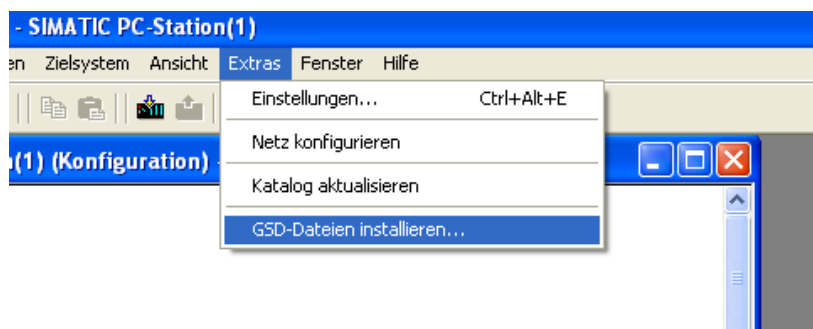 - SIMATIC PC-Station(1)
en Zielsystem Ansicht Extras Fenster Hilfe
Einstellungen... Ctrl+Alt+E
Netz konfigurieren
(1) (Konfiguration) -
Katalog aktualisieren
GSD-Dateien installieren...